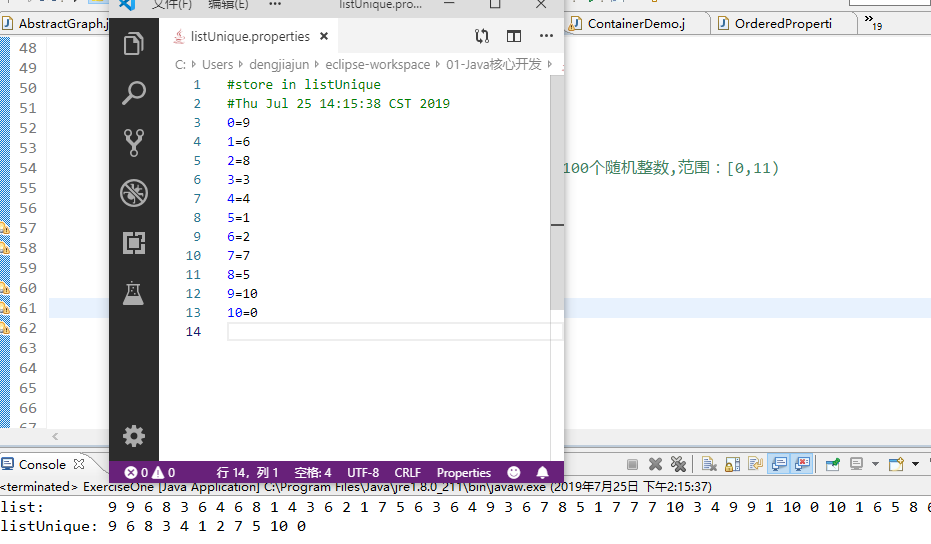 文件(F) 编辑(E) ··· listUnique.pro...
AbstractGraph.j
ContainerDemo.j
OrderedProperti
»19
listUnique.properties
C: Users dengjiajun eclipse-workspace 01-Java核心开发
1 #store in listUnique
2 #Thu Jul 25 14:15:38 CST 2019
3 0=9
4 1=6
5 2=8
6 3=3
7 4=4
8 5=1
9 6=2
10 7=7
11 8=5
12 9=10
13 10=0
14
48
49
50
51
52
53
54 100个随机整数,范围：[0,11)
55
56
57
58
59
60
61
62
63
64
65
66
67
0 0 行 14，列 1 空格: 4 UTF-8 CRLF Properties
Console
<terminated> ExerciseOne [Java Application] C:\Program Files\Java\jre1.8.0_211\bin\javaw.exe (2019年7月25日 下午2:15:37)
list: 9 9 6 8 3 6 4 6 8 1 4 3 6 2 1 7 5 6 3 6 4 9 3 6 7 8 5 1 7 7 7 10 3 4 9 9 1 10 0 10 1 6 5 8 6
listUnique: 9 6 8 3 4 1 2 7 5 10 0